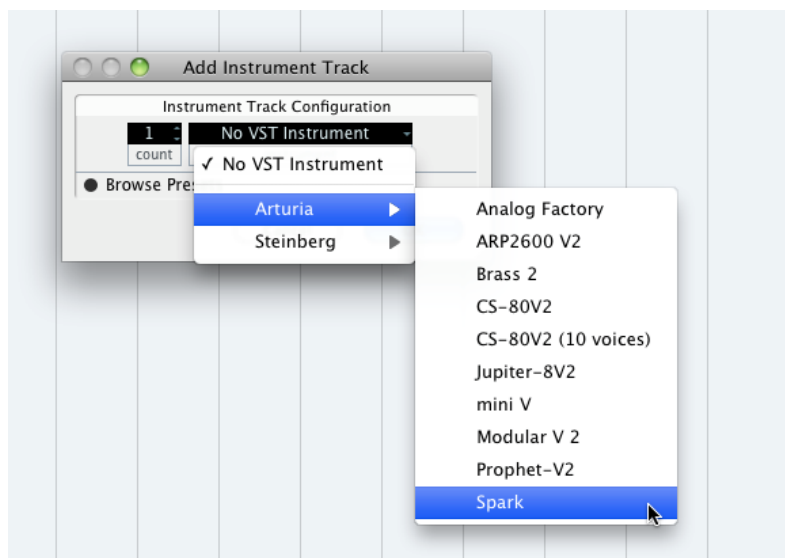 Add Instrument Track
Instrument Track Configuration
1 No VST Instrument
count
✓ No VST Instrument
Browse
Arturia
Steinberg
Analog Factory
ARP2600 V2
Brass 2
CS-80V2
CS-80V2 (10 voices)
Jupiter-8V2
mini V
Modular V 2
Prophet-V2
Spark